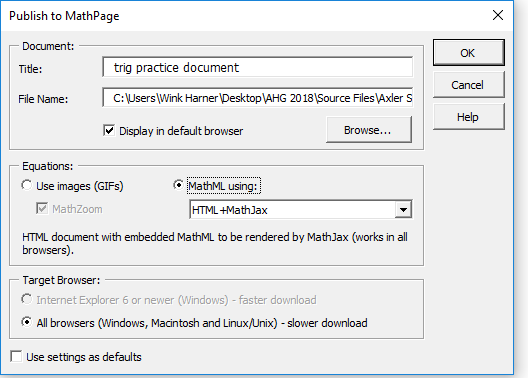 Publish to MathPage
Document:
Title: trig practice document
OK
File Name: C:\Users\Wink Harner\Desktop\AHG 2018\Source Files\Axler S
Cancel
Display in default browser
Browse...
Help
Equations:
Use images (GIFs)
MathML using:
MathZoom
HTML+MathJax
HTML document with embedded MathML to be rendered by MathJax (works in all
browsers).
Target Browser:
Internet Explorer 6 or newer (Windows) - faster download
All browsers (Windows, Macintosh and Linux/Unix) - slower download
Use settings as defaults